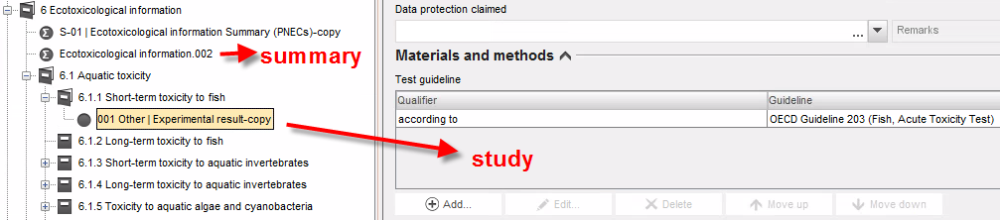 6 Ecotoxicological information
S-01 | Ecotoxicological information Summary (PNECs)-copy
Ecotoxicological information.002
summary
6.1 Aquatic toxicity
6.1.1 Short-term toxicity to fish
001 Other | Experimental result-copy
6.1.2 Long-term toxicity to fish
6.1.3 Short-term toxicity to aquatic invertebrates
6.1.4 Long-term toxicity to aquatic invertebrates
6.1.5 Toxicity to aquatic algae and cyanobacteria
Data protection claimed
... Remarks
Materials and methods
Test guideline
Qualifier Guideline
according to OECD Guideline 203 (Fish, Acute Toxicity Test)
study
Add... Edit... Delete Move up Move down